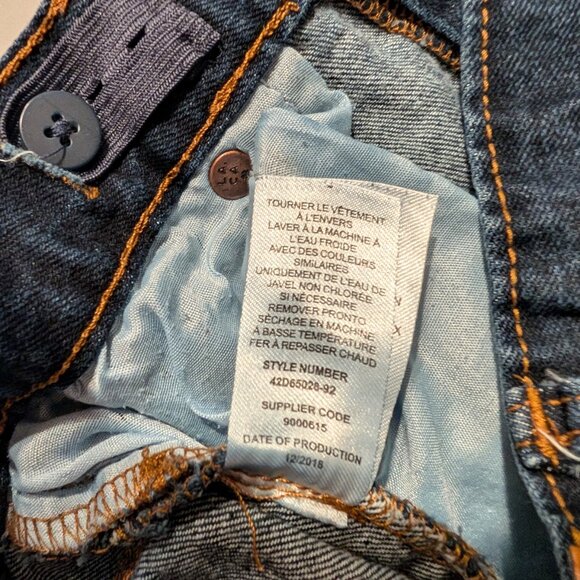 TOURNER LE VÊTEMENT
À L'ENVERS
LAVER À LA MACHINE À
L'EAU FROIDE
AVEC DES COULEURS
SIMILAIRES
UNIQUEMENT DE L'EAU DE
JAVEL NON CHLORÉE
SI NÉCESSAIRE
REMOVER PRONTO
SÉCHAGE EN MACHINE
À BASSE TEMPÉRATURE
FER À REPASSER CHAUD
STYLE NUMBER
42D65028-92
SUPPLIER CODE
9000615
DATE OF PRODUCTION
12/2018